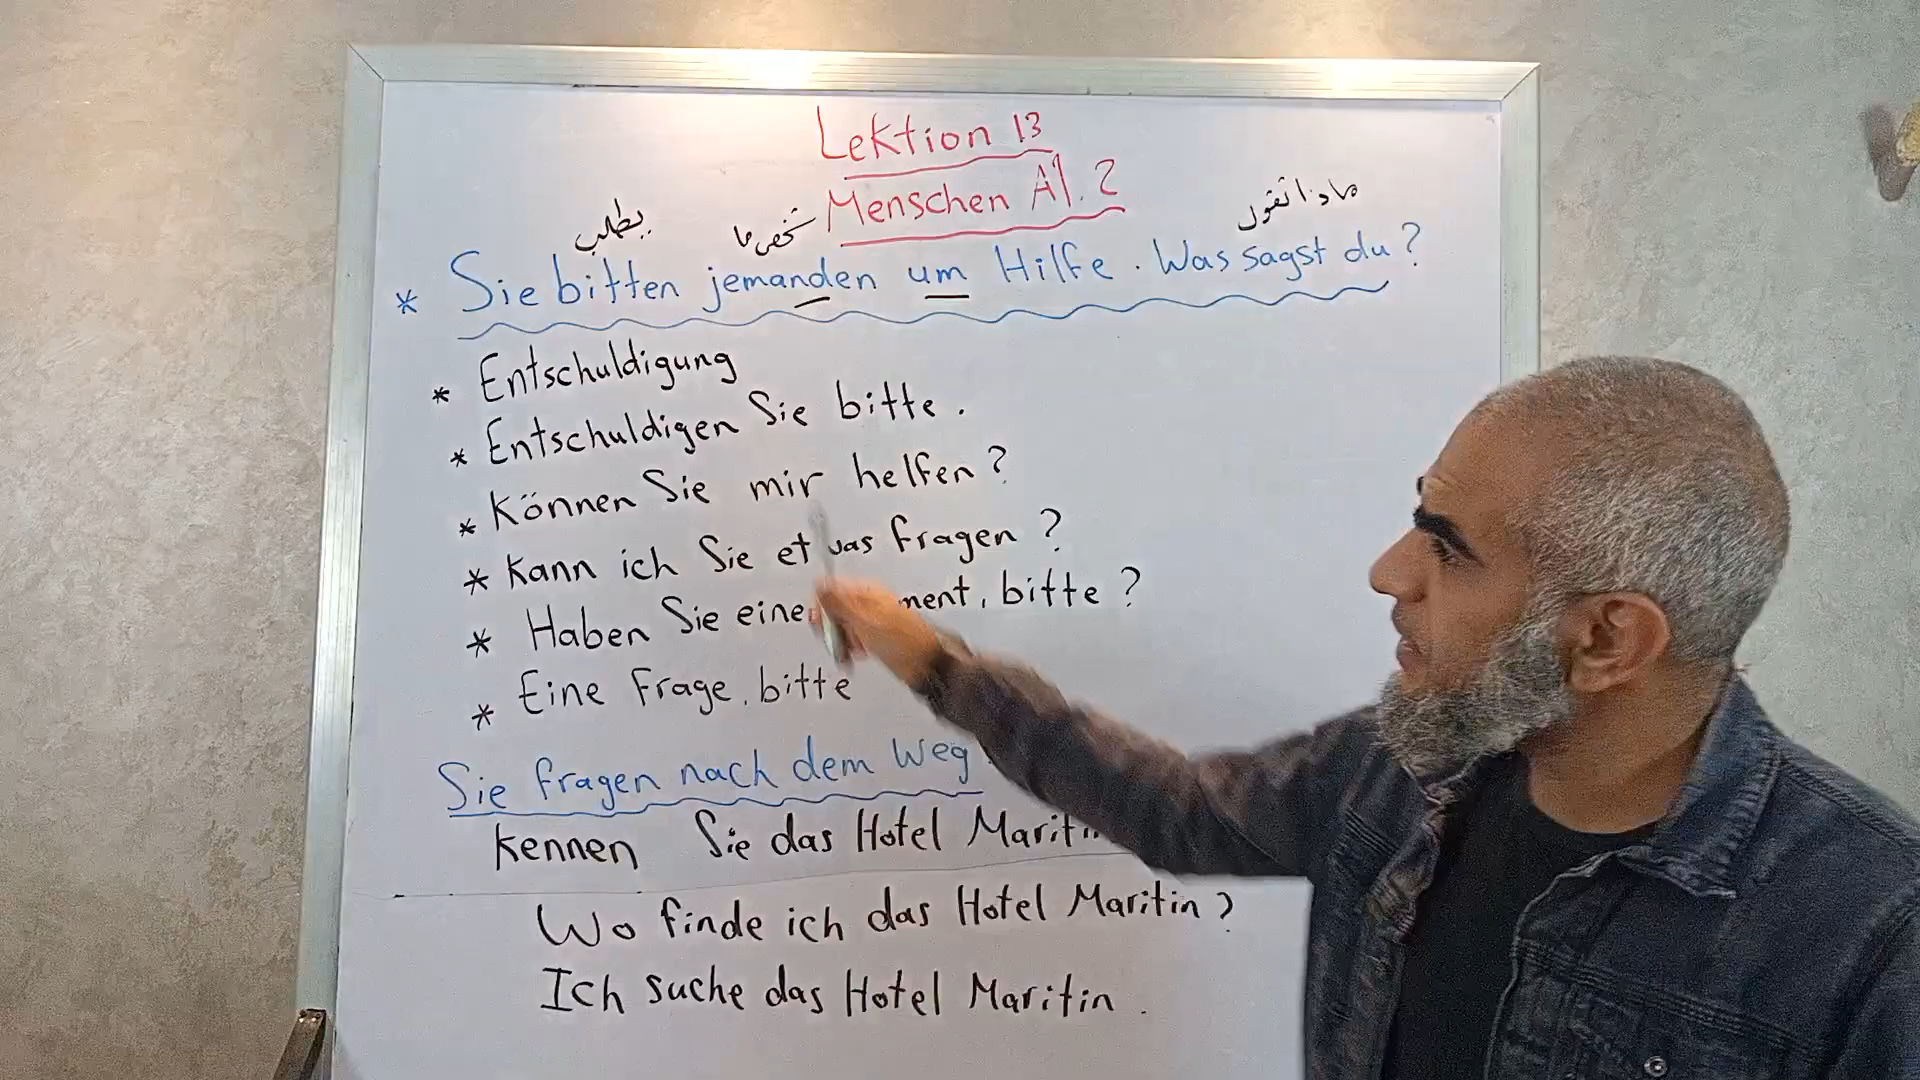 Lektion 13
Menschen A1.2
يطلب شخص ما ماذا تقول
* Sie bitten jemanden um Hilfe. Was sagst du?
* Entschuldigung
* Entschuldigen Sie bitte.
* Können Sie mir helfen?
* Kann ich Sie etwas fragen?
* Haben Sie eine ment, bitte?
* Eine Frage, bitte
Sie fragen nach dem Weg.
Kennen Sie das Hotel Mariti
Wo finde ich das Hotel Maritin?
Ich suche das Hotel Maritin.